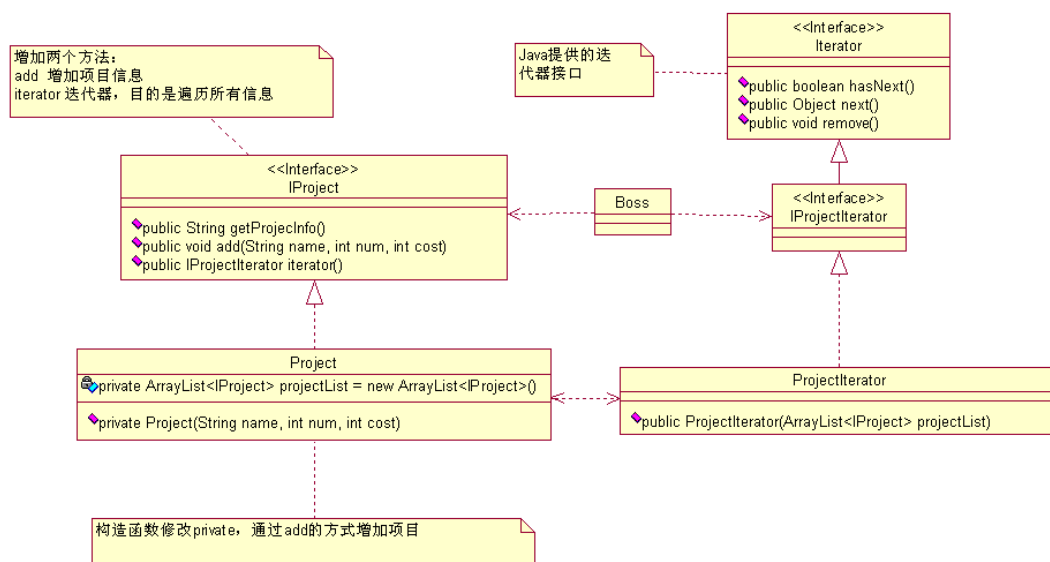 增加两个方法：
add 增加项目信息
iterator 迭代器，目的是遍历所有信息
Java提供的迭
代器接口
<<Interface>>
Iterator
public boolean hasNext()
public Object next()
public void remove()
<<Interface>>
IProject
public String getProjecInfo()
public void add(String name, int num, int cost)
public IProjectIterator iterator()
Boss
<<Interface>>
IProjectIterator
Project
private ArrayList<IProject> projectList = new ArrayList<IProject>()
private Project(String name, int num, int cost)
ProjectIterator
public ProjectIterator(ArrayList<IProject> projectList)
构造函数修改private，通过add的方式增加项目